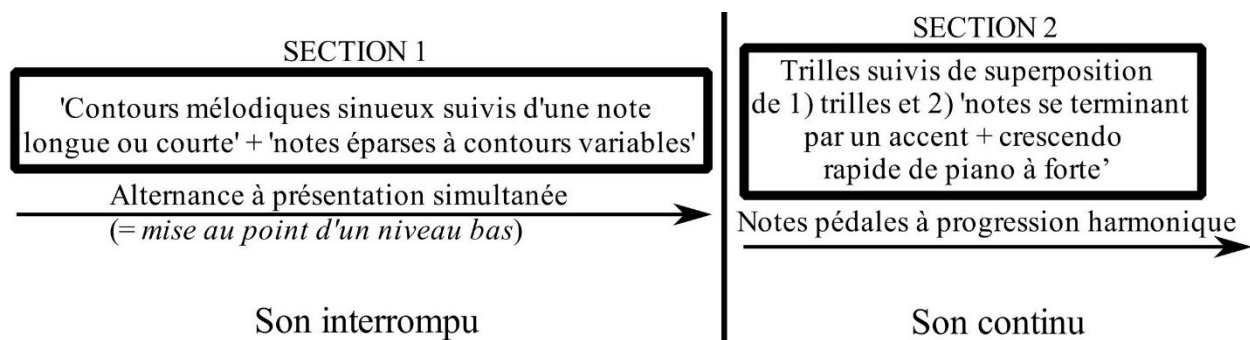 SECTION 1
'Contours mélodiques sinueux suivis d'une note
longue ou courte' + 'notes éparses à contours variables'
Alternance à présentation simultanée
(= mise au point d'un niveau bas)
Son interrompu
SECTION 2
Trilles suivis de superposition
de 1) trilles et 2) 'notes se terminant
par un accent + crescendo
rapide de piano à forte’
Notes pédales à progression harmonique
Son continu